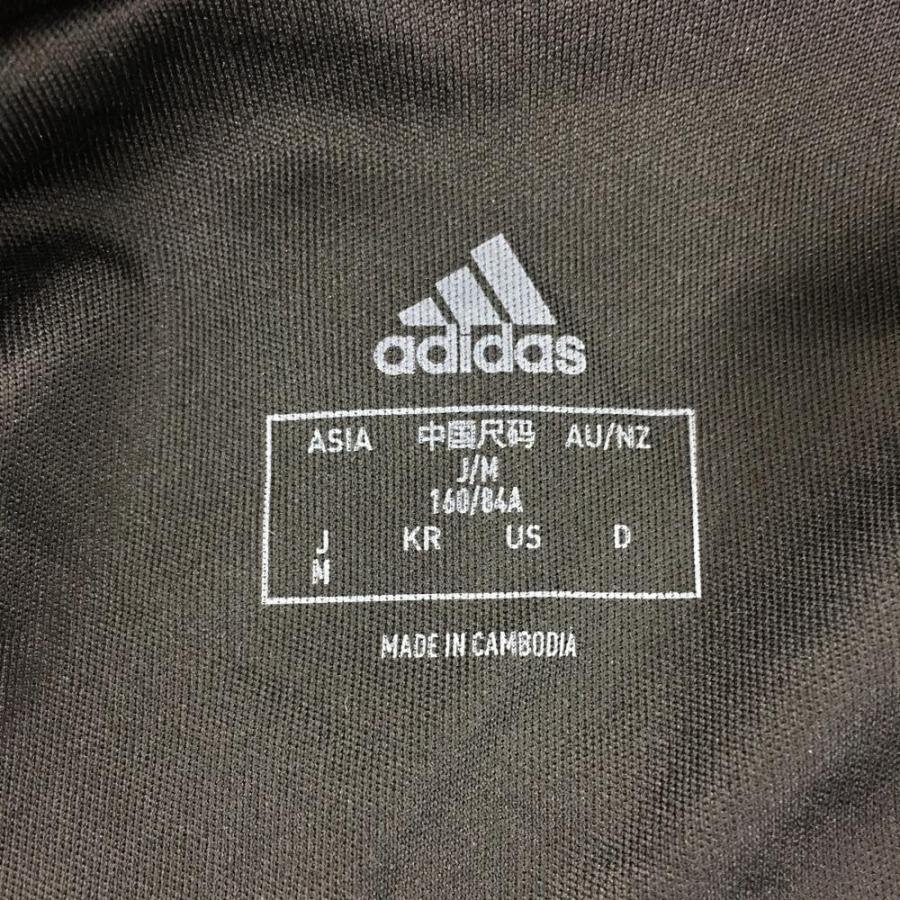 adidas
ASIA 中国尺码 AU/NZ
J/M
160/84A
J KR US D
M
MADE IN CAMBODIA